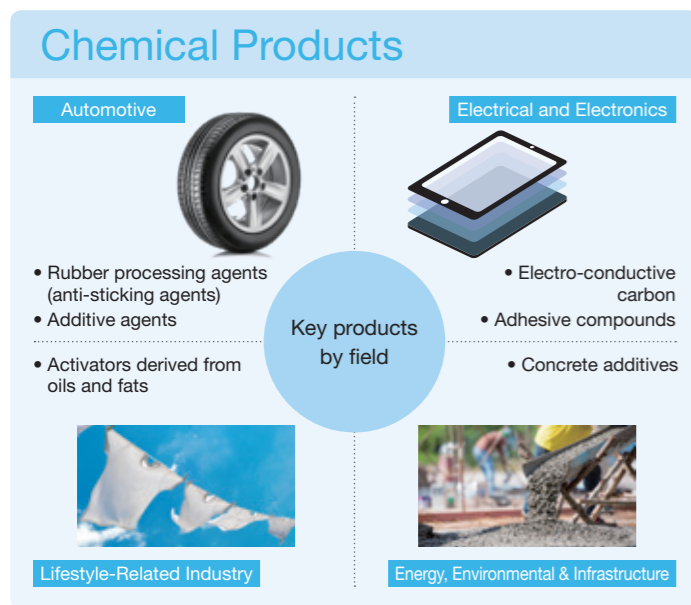 Chemical Products
Automotive
Electrical and Electronics
• Rubber processing agents
(anti-sticking agents)
• Additive agents
• Electro-conductive
carbon
• Adhesive compounds
Key products
by field
• Activators derived from
oils and fats
• Concrete additives
Lifestyle-Related Industry
Energy, Environmental & Infrastructure